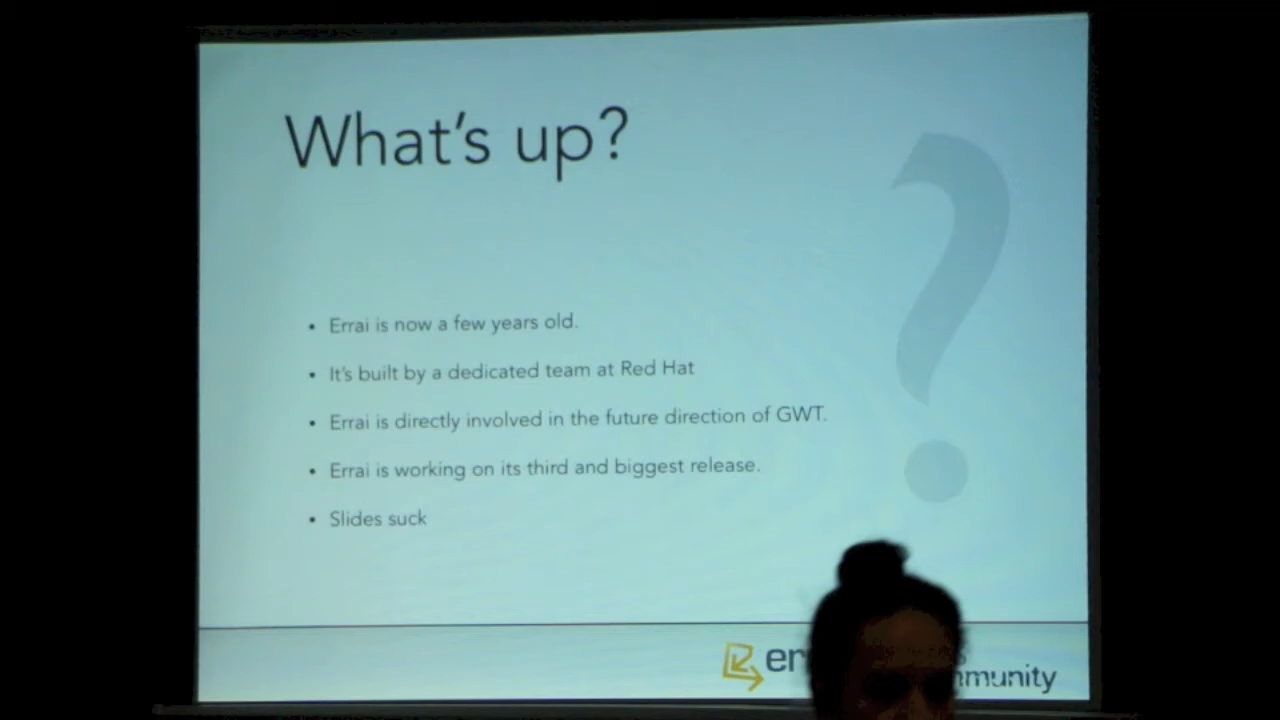 What's up?
• Errai is now a few years old.
• It's built by a dedicated team at Red Hat
• Errai is directly involved in the future direction of GWT.
• Errai is working on its third and biggest release.
• Slides suck